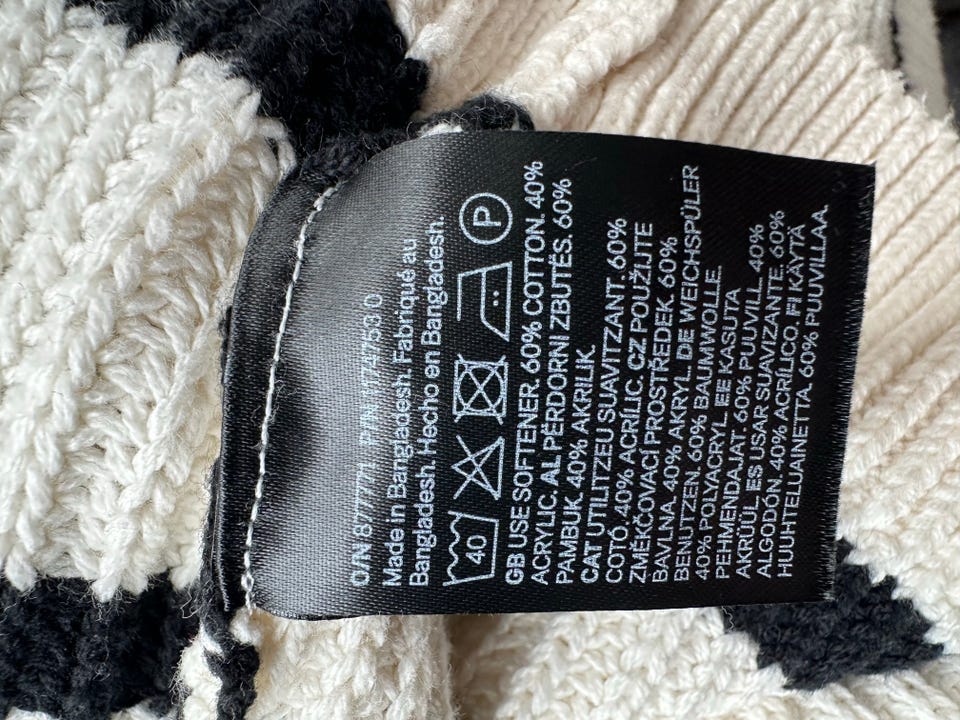 O/N 877771 P/N 1747530
Made in Bangladesh. Fabriqué au
Bangladesh. Hecho en Bangladesh.
40 P
GB USE SOFTENER. 60% COTTON. 40%
ACRYLIC. AL PËRDORNI ZBUTËS. 60%
PAMBUK. 40% AKRILIK.
CAT UTILITZEU SUAVITZANT. 60%
COTÓ. 40% ACRÍLIC. CZ POUŽIJTE
ZMĚKČOVACÍ PROSTŘEDEK. 60%
BAVLNA. 40% AKRYL. DE WEICHSPÜLER
BENUTZEN. 60% BAUMWOLLE.
40% POLYACRYL. EE KASUTA
PEHMENDAJAT. 60% PUUVILL. 40%
AKRÜÜL. ES USAR SUAVIZANTE. 60%
ALGODÓN. 40% ACRÍLICO. FI KÄYTÄ
HUUHTELUAINETTA. 60% PUUVILLAA.